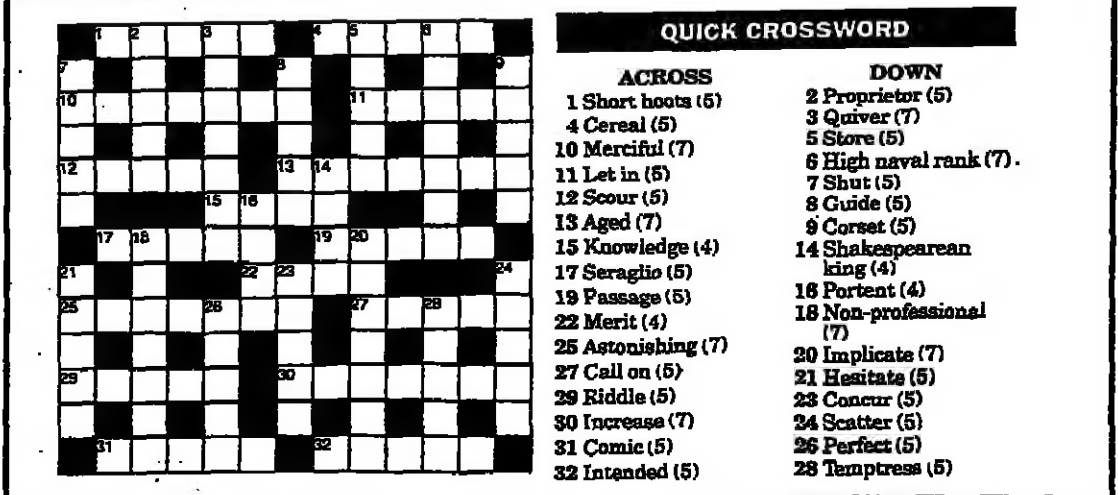 QUICK CROSSWORD
ACROSS
1 Short hoots (5)
4 Cereal (5)
10 Merciful (7)
11 Let in (5)
12 Scour (5)
13 Aged (7)
15 Knowledge (4)
17 Seraglio (5)
19 Passage (5)
22 Merit (4)
25 Astonishing (7)
27 Call on (5)
29 Riddle (5)
30 Increase (7)
31 Comic (5)
32 Intended (5)
DOWN
2 Proprietor (5)
3 Quiver (7)
5 Store (5)
6 High naval rank (7).
7 Shut (5)
8 Guide (5)
9 Corset (5)
14 Shakespearean
king (4)
16 Portent (4)
18 Non-professional
(7)
20 Implicate (7)
21 Hesitate (5)
23 Concur (5)
24 Scatter (5)
26 Perfect (5)
28 Temptress (5)
1 2 3 4 5 6
7 8 9
10 11
12 13 14
15 16
17 18 19 20
21 22 23 24
25 26 27 28
29 30
31 32